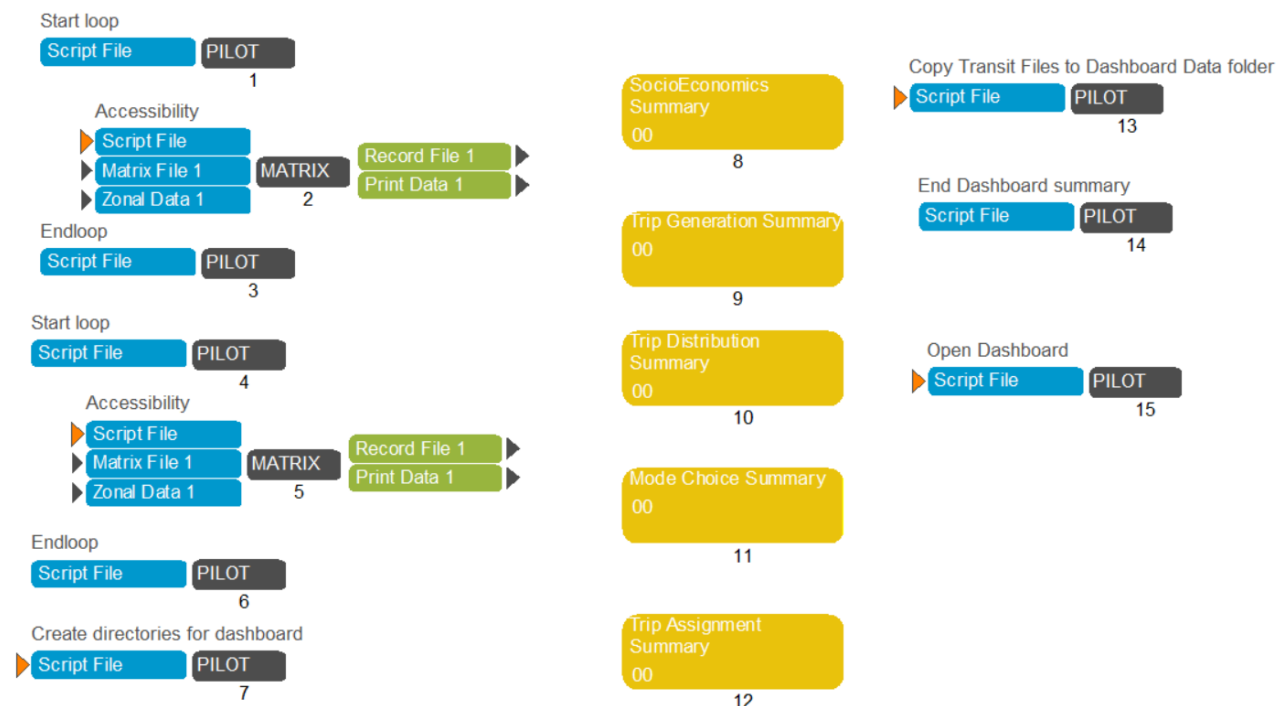 Start loop
Script File PILOT
1
Accessibility
Script File
Matrix File 1 MATRIX Record File 1
Zonal Data 1 2 Print Data 1
Endloop
Script File PILOT
3
Start loop
Script File PILOT
4
Accessibility
Script File
Matrix File 1 MATRIX Record File 1
Zonal Data 1 5 Print Data 1
Endloop
Script File PILOT
6
Create directories for dashboard
Script File PILOT
7
SocioEconomics
Summary
00
8
Trip Generation Summary
00
9
Trip Distribution
Summary
00
10
Mode Choice Summary
00
11
Trip Assignment
Summary
00
12
Copy Transit Files to Dashboard Data folder
Script File PILOT
13
End Dashboard summary
Script File PILOT
14
Open Dashboard
Script File PILOT
15